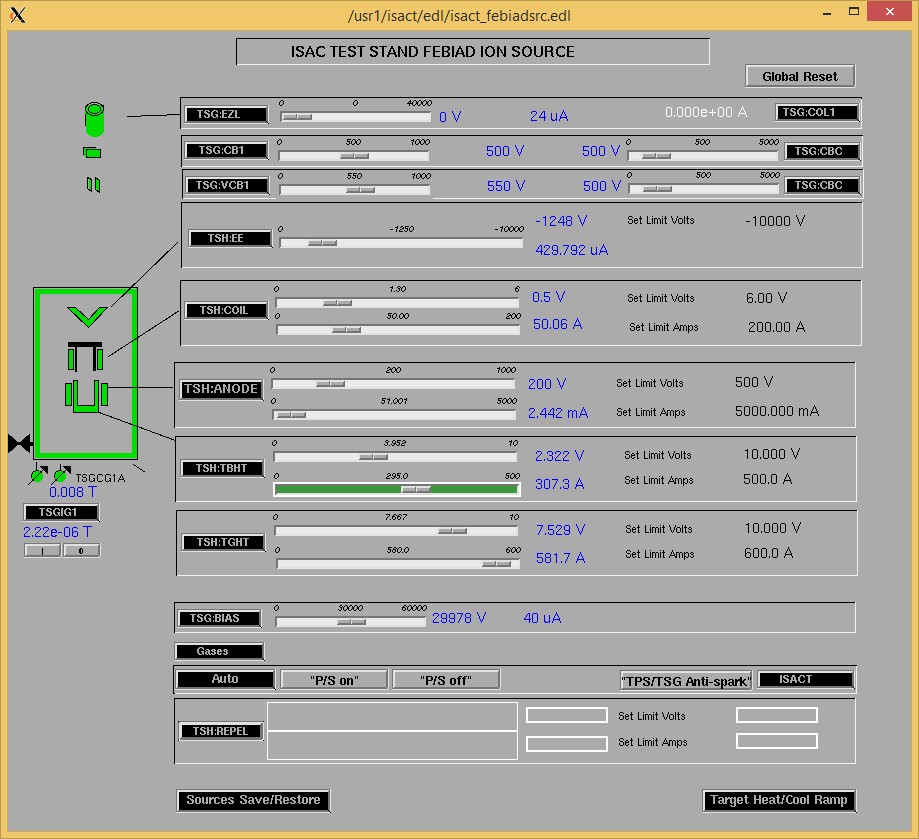 /usr1/isact/edl/isact_febiadsrc.edl
ISAC TEST STAND FEBIAD ION SOURCE
Global Reset
TSG:EZL 0 0 40000 0 V 24 uA 0.000e+00 A TSG:COL1
TSG:CB1 0 500 1000 500 V 500 V 0 500 5000 TSG:CBC
TSG:VCB1 0 550 1000 550 V 500 V 0 500 5000 TSG:CBC
TSH:EE 0 -1250 -10000 -1248 V Set Limit Volts -10000 V
429.792 uA
TSH:COIL 0 1.30 6 0.5 V Set Limit Volts 6.00 V
0 50.00 200 50.06 A Set Limit Amps 200.00 A
TSH:ANODE 0 200 1000 200 V Set Limit Volts 500 V
0 51.001 5000 2.442 mA Set Limit Amps 5000.000 mA
TSH:TBHT 0 3.952 10 2.322 V Set Limit Volts 10.000 V
0 295.0 500 307.3 A Set Limit Amps 500.0 A
TSGCG1A
0.008 T
TSGIG1
2.22e-06 T
I 0
TSH:TGHT 0 7.667 10 7.529 V Set Limit Volts 10.000 V
0 580.0 600 581.7 A Set Limit Amps 600.0 A
TSG:BIAS 0 30000 60000 29978 V 40 uA
Gases
Auto "P/S on" "P/S off" "TPS/TSG Anti-spark" ISACT
TSH:REPEL Set Limit Volts
Set Limit Amps
Sources Save/Restore Target Heat/Cool Ramp